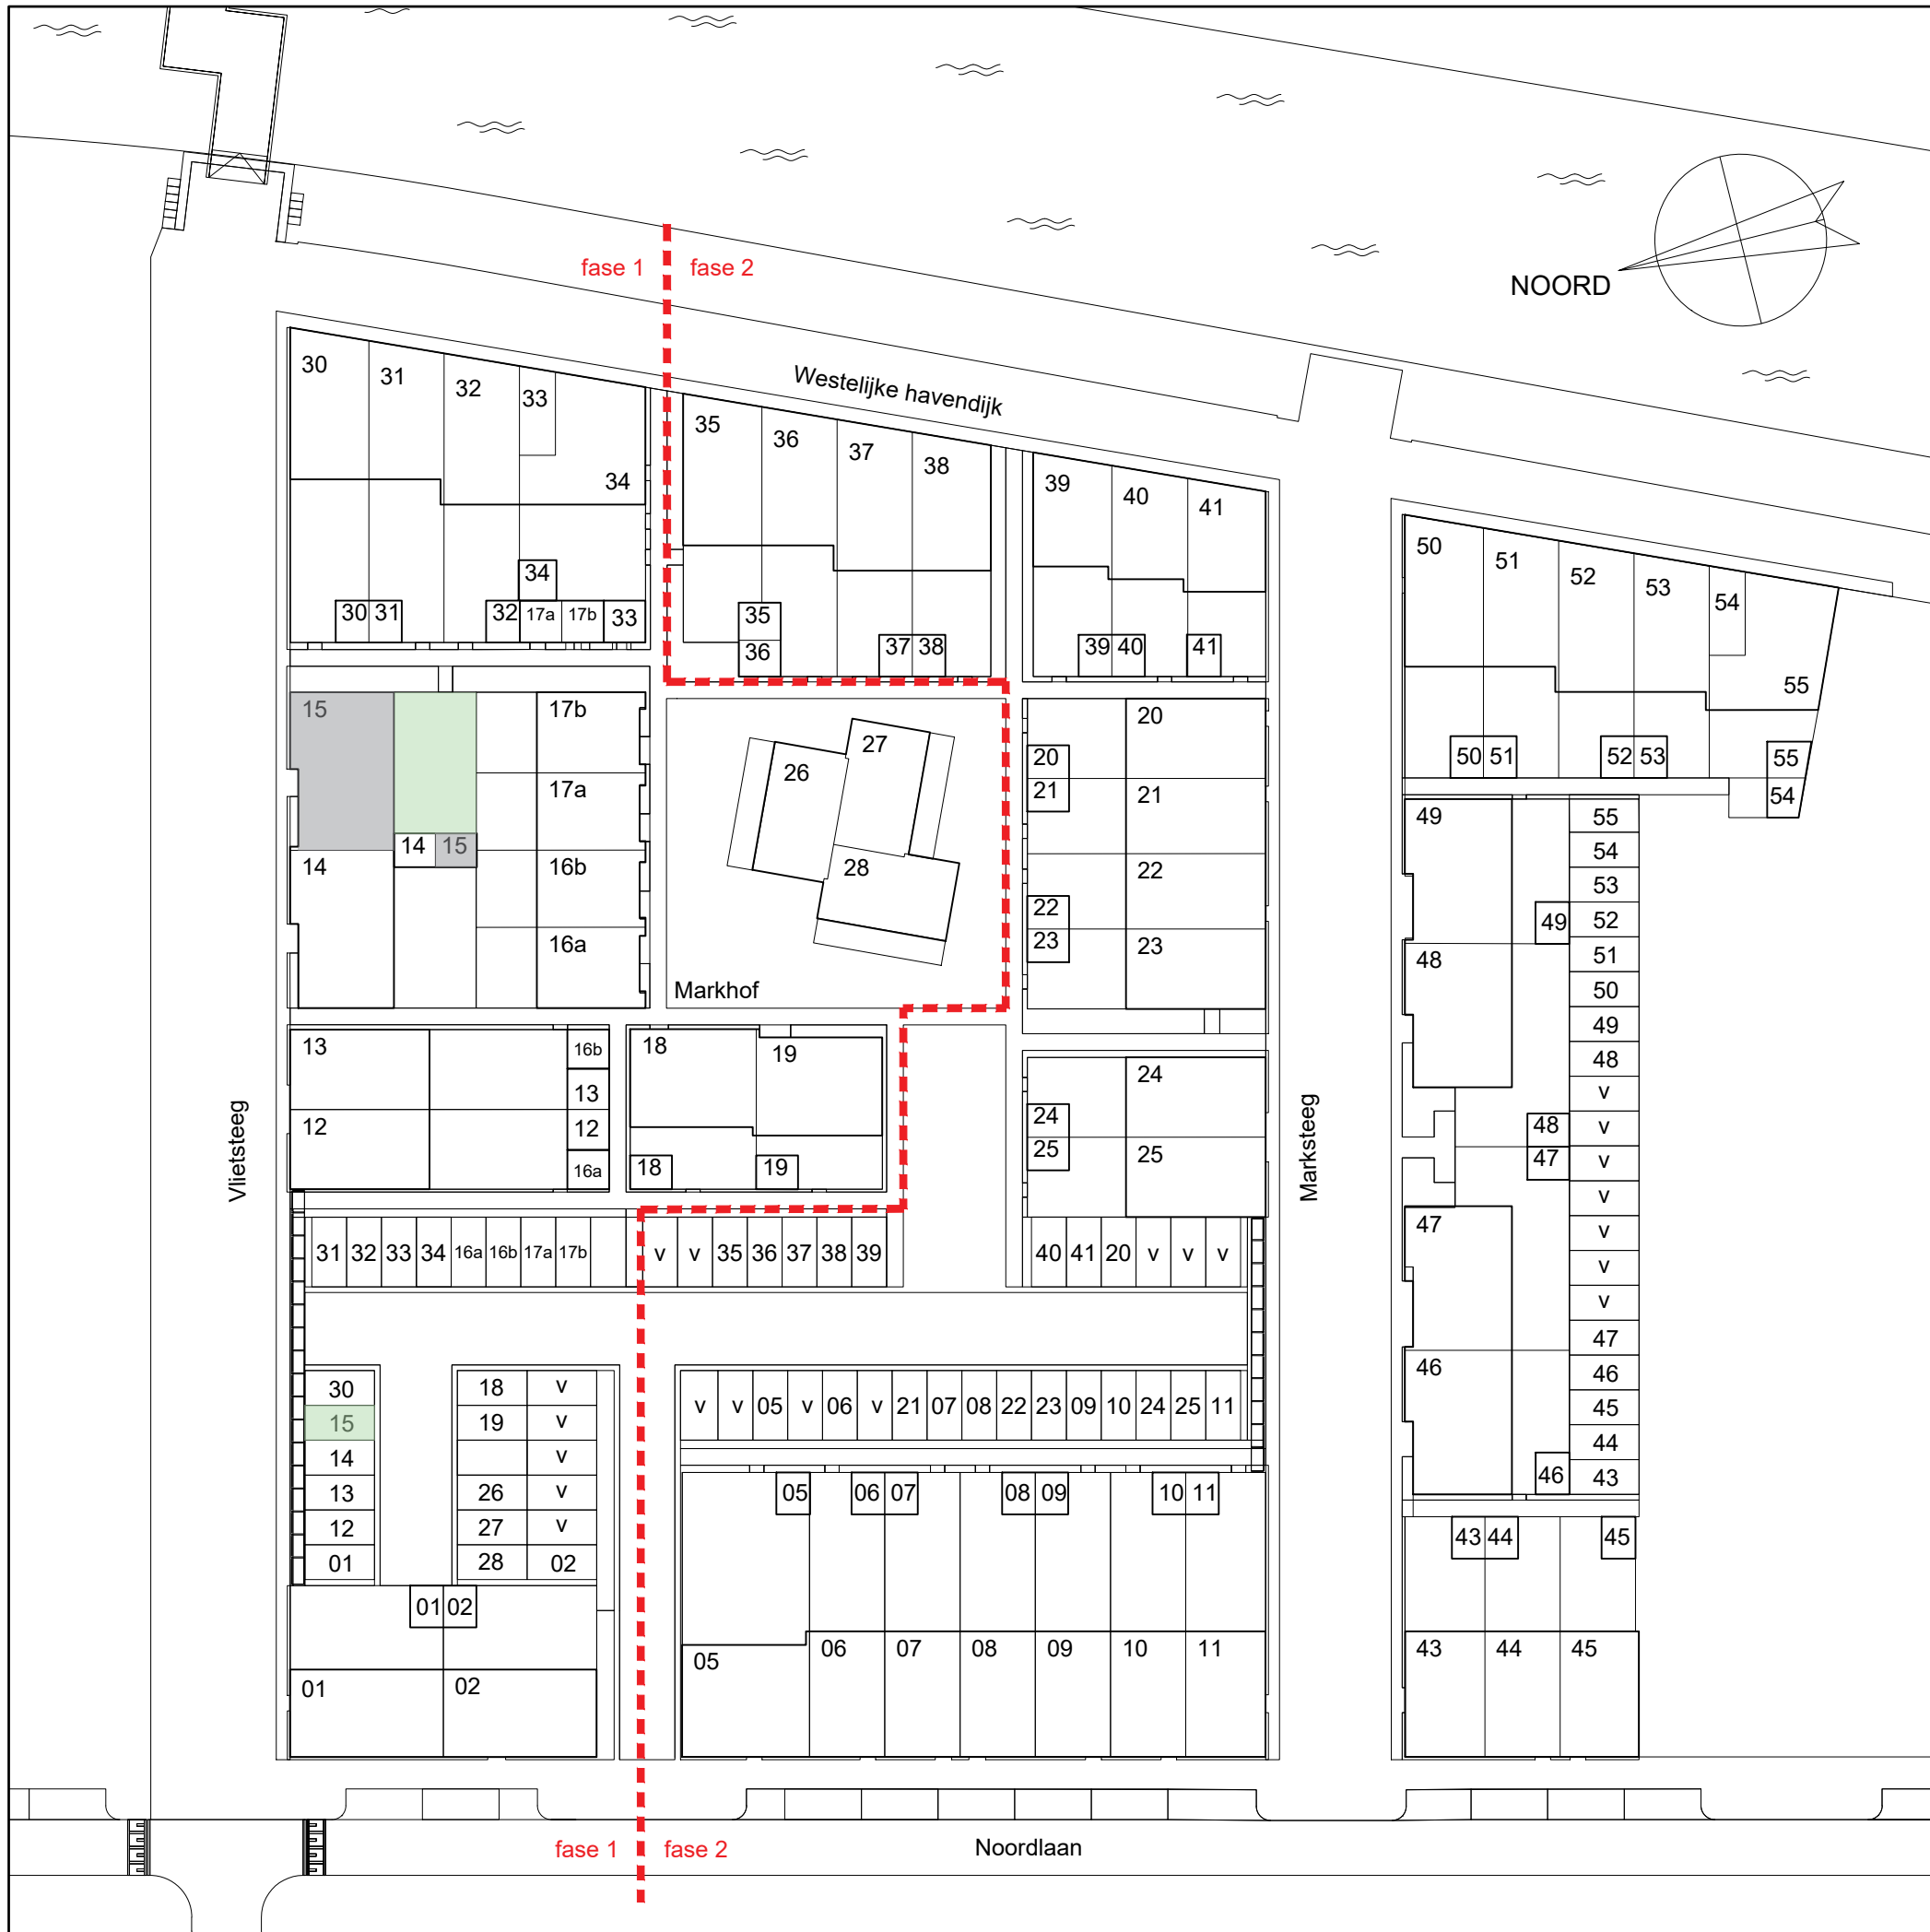 fase 1 fase 2
NOORD
Westelijke havendijk
30 31 32 33 34
35 36 37 38
39 40 41
50 51 52 53 54 55
34
30 31 32 17a 17b 33
35
36
37 38
39 40 41
50 51 52 53 55
54
15
14 15
14
17b
17a
16b
16a
26 27
28
Markhof
20
21
22
23
20
21
22
23
49
48
49
55
54
53
52
51
50
49
48
v
v
v
v
v
v
v
47
46
45
44
43
48
47
47
46
46
13
12
16b
13
12
16a
18 19
18 19
24
25
24
25
Vlietsteeg
Marksteeg
31 32 33 34 16a 16b 17a 17b
v v 35 36 37 38 39
40 41 20 v v v
30
15
14
13
12
01
18 v
19 v
v
26 v
27 v
28 02
v v 05 v 06 v 21 07 08 22 23 09 10 24 25 11
05 06 07 08 09 10 11
01 02
01 02
05 06 07 08 09 10 11
43 44 45
43 44 45
fase 1 fase 2
Noordlaan